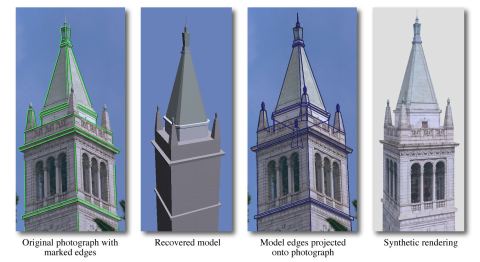 Original photograph with
marked edges
Recovered model
Model edges projected
onto photograph
Synthetic rendering